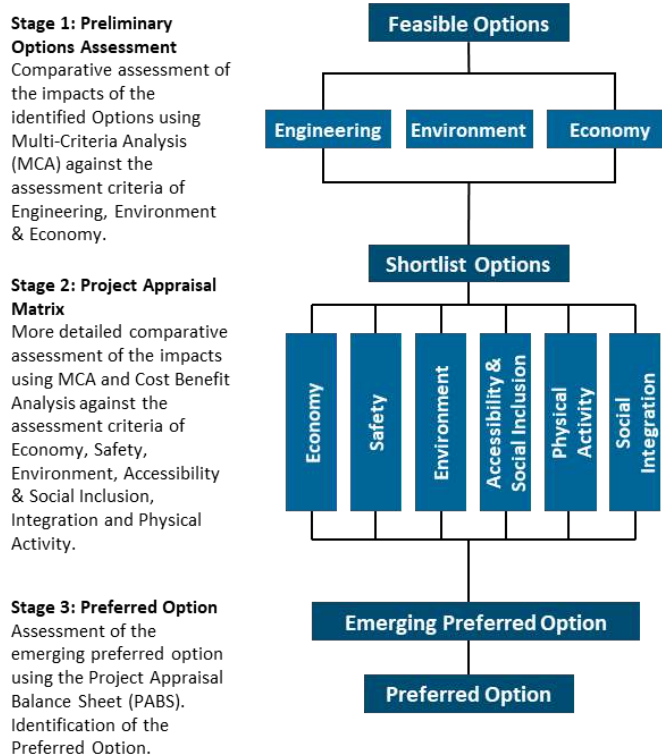 Stage 1: Preliminary
Options Assessment
Comparative assessment of
the impacts of the
identified Options using
Multi-Criteria Analysis
(MCA) against the
assessment criteria of
Engineering, Environment
& Economy.
Stage 2: Project Appraisal
Matrix
More detailed comparative
assessment of the impacts
using MCA and Cost Benefit
Analysis against the
assessment criteria of
Economy, Safety,
Environment, Accessibility
& Social Inclusion,
Integration and Physical
Activity.
Stage 3: Preferred Option
Assessment of the
emerging preferred option
using the Project Appraisal
Balance Sheet (PABS).
Identification of the
Preferred Option.
Feasible Options
Engineering
Environment
Economy
Shortlist Options
Economy
Safety
Environment
Accessibility &
Social Inclusion
Physical
Activity
Social
Integration
Emerging Preferred Option
Preferred Option